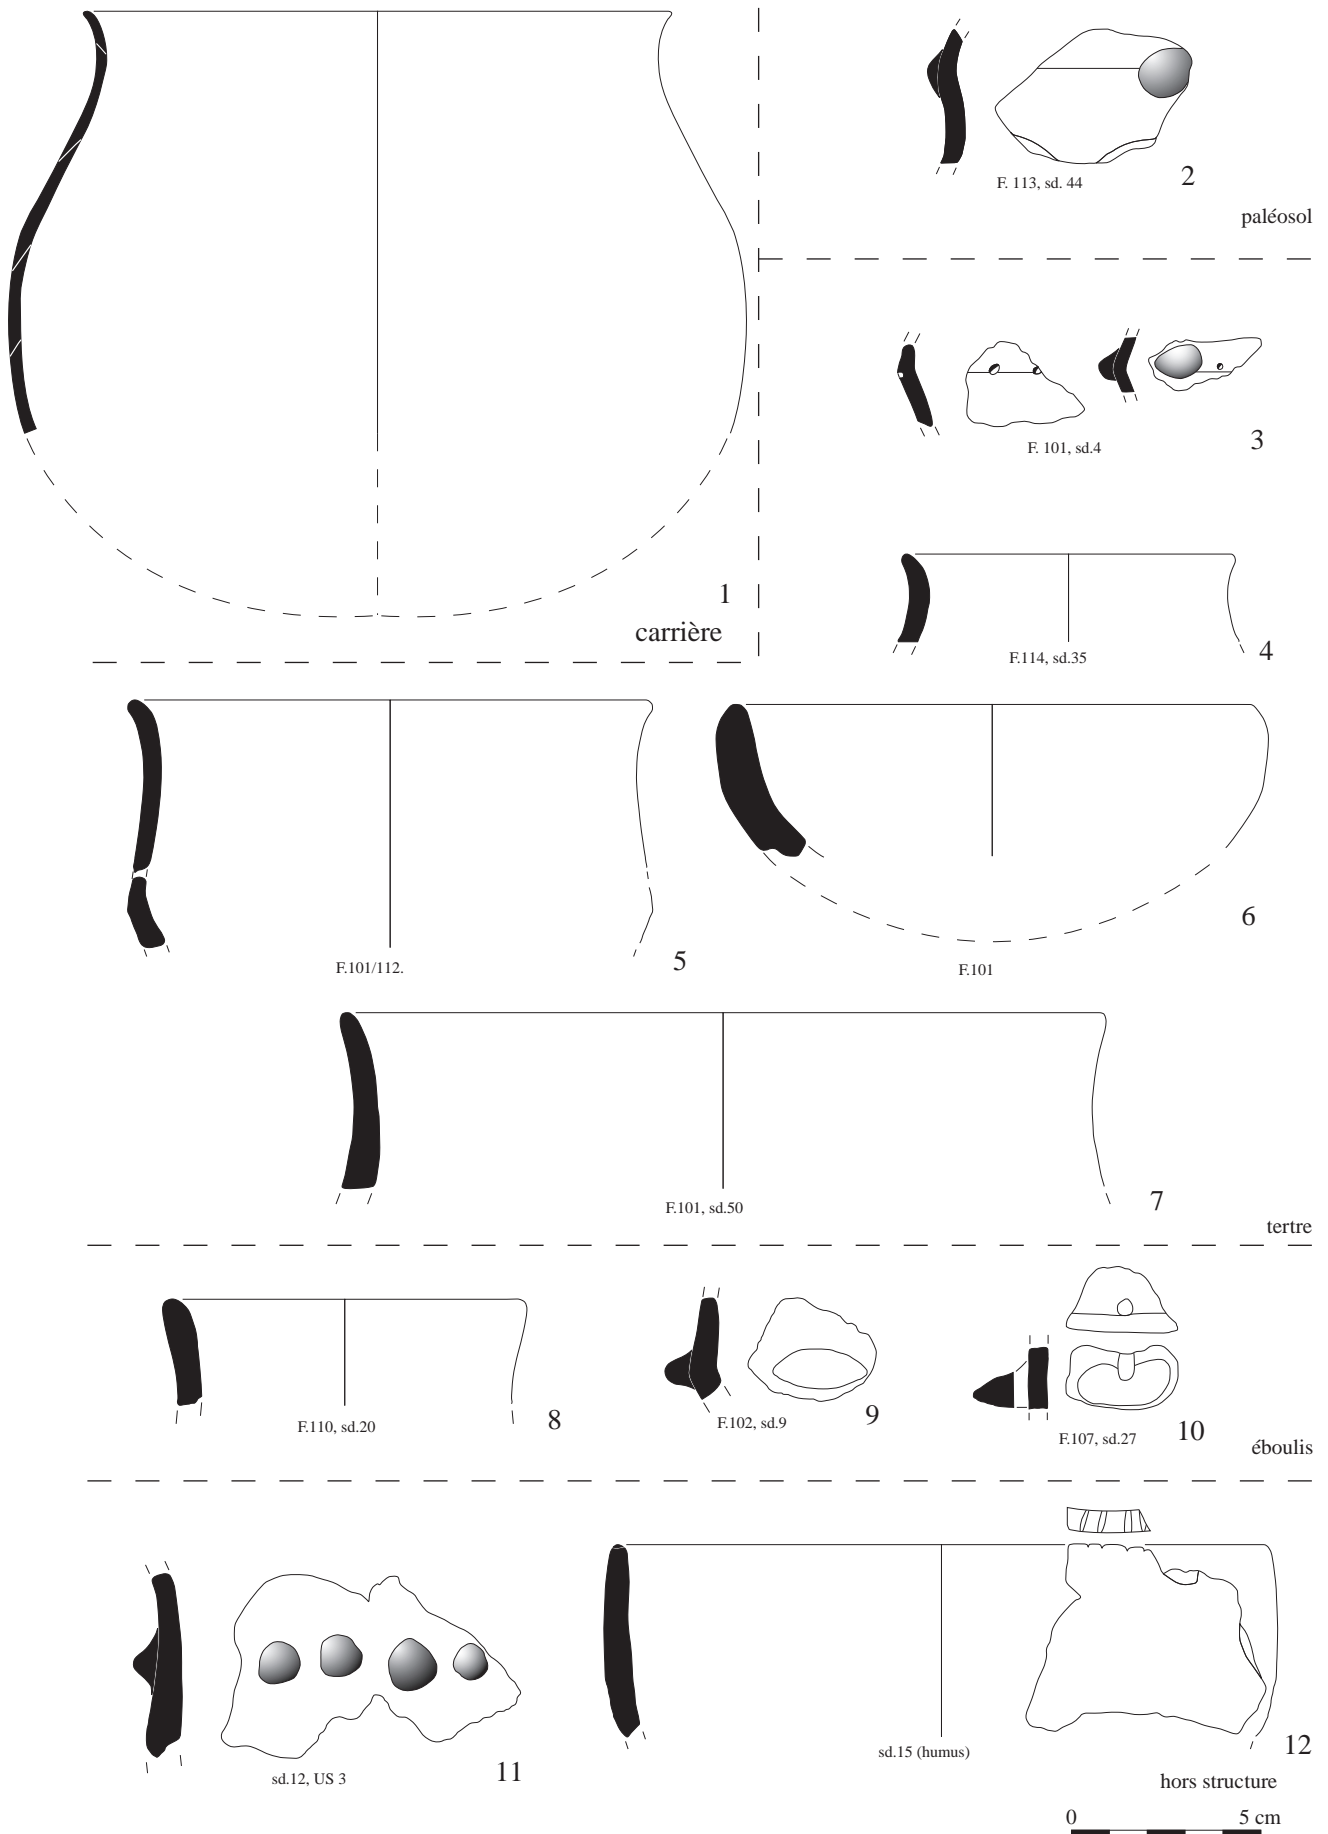 F. 113, sd. 44
2
paléosol
F. 101, sd.4
3
1
carrière
F.114, sd.35
4
F.101/112.
5
F.101
6
F.101, sd.50
7
tertre
F.110, sd.20
8
F.102, sd.9
9
F.107, sd.27
10
éboulis
sd.12, US 3
11
sd.15 (humus)
12
hors structure
0 5 cm